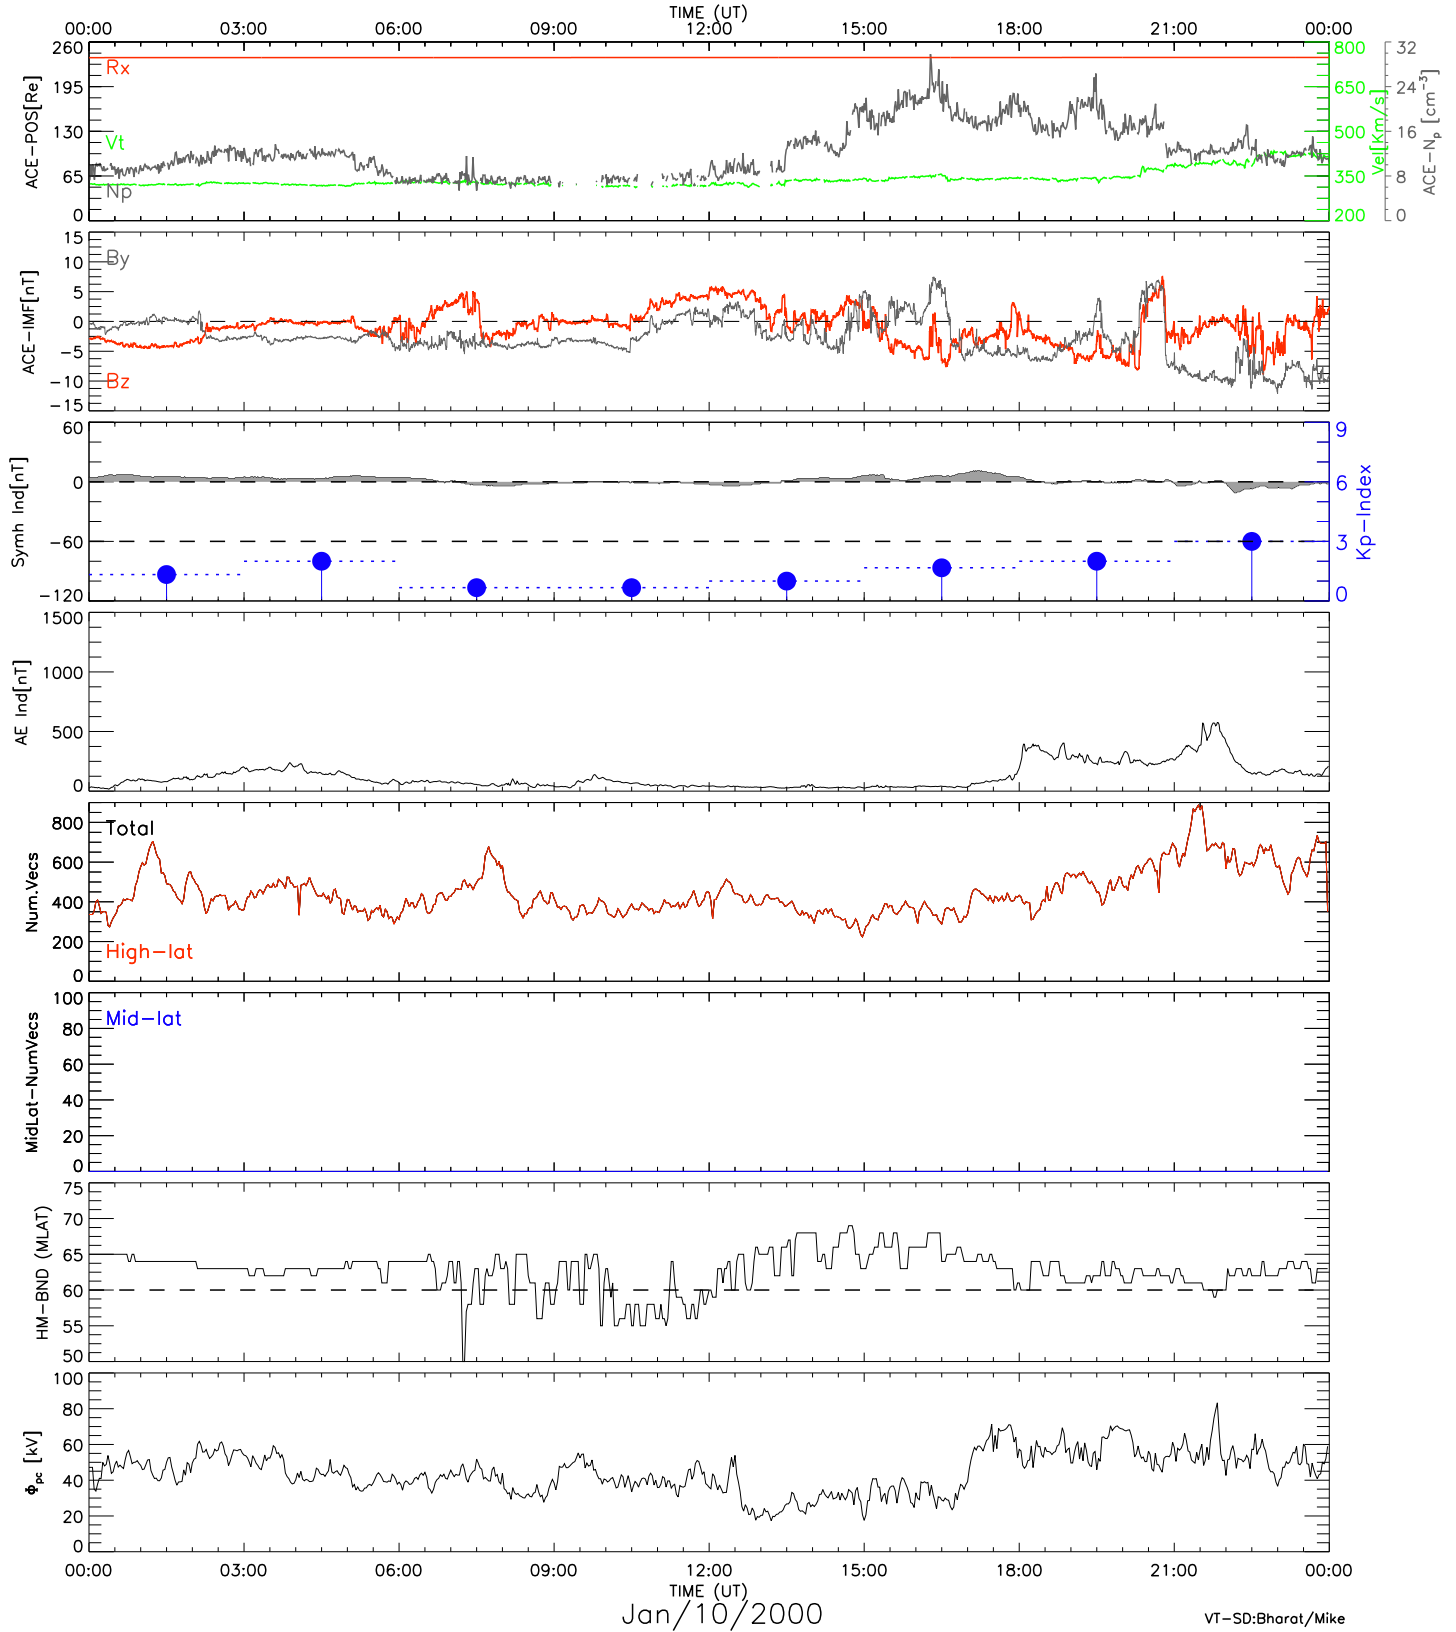 TIME (UT)
00:00 03:00 06:00 09:00 12:00 15:00 18:00 21:00 00:00
260
195
130
65
0
ACE-POS[Re]
Rx
Vt
Np
800
650
500
350
200
Vel[Km/s]
32
24
16
8
0
ACE-Np [cm-3]
15
10
5
0
-5
-10
-15
ACE-IMF[nT]
By
Bz
60
0
-60
-120
Symh Ind[nT]
9
6
3
0
Kp-Index
1500
1000
500
0
AE Ind[nT]
800
600
400
200
0
Num.Vecs
Total
High-lat
100
80
60
40
20
0
MidLat-NumVecs
Mid-lat
75
70
65
60
55
50
HM-BND (MLAT)
100
80
60
40
20
0
Φpc [kV]
00:00 03:00 06:00 09:00 12:00 15:00 18:00 21:00 00:00
TIME (UT)
Jan/10/2000
VT-SD:Bharat/Mike